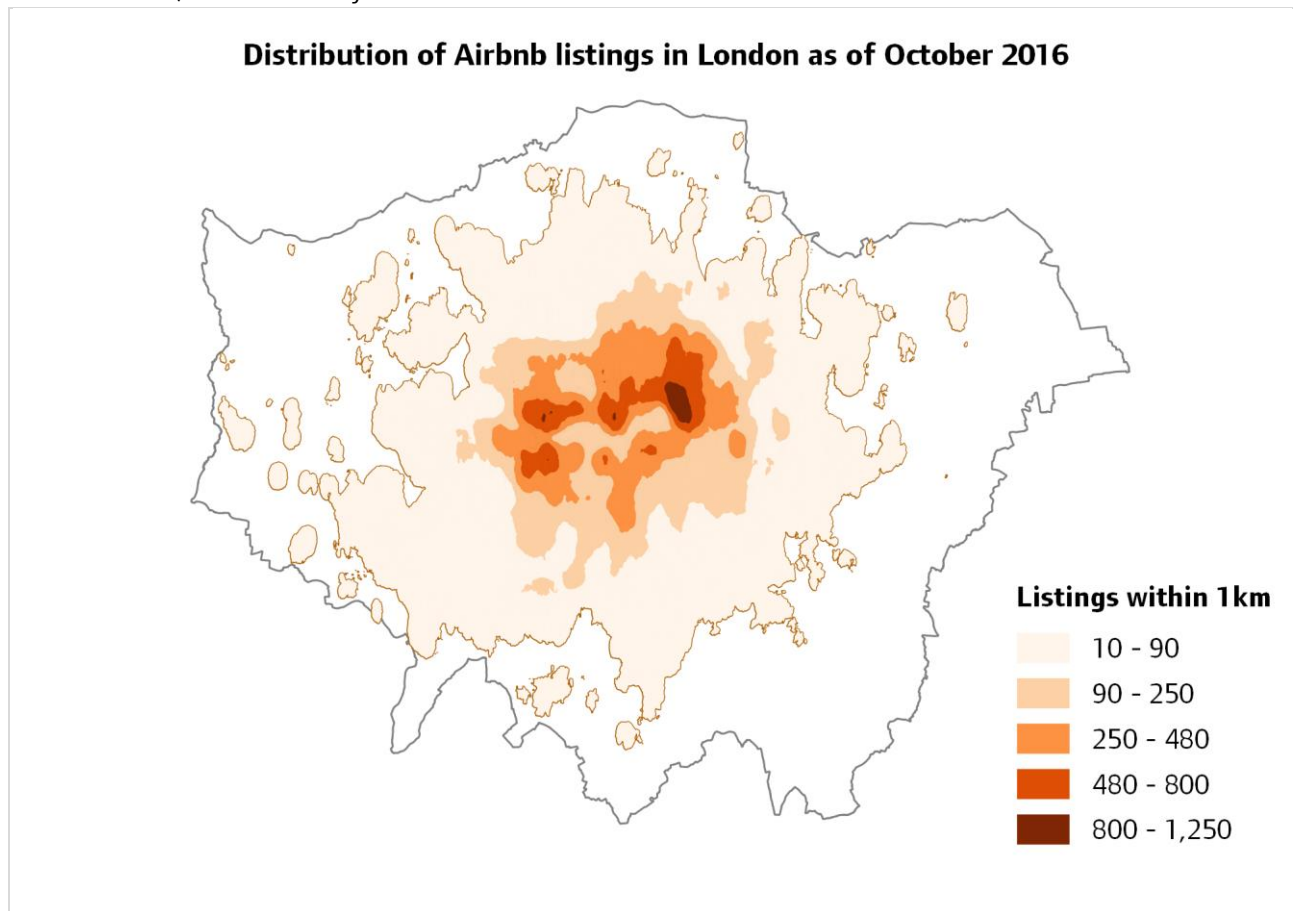 Distribution of Airbnb listings in London as of October 2016
Listings within 1km
10 - 90
90 - 250
250 - 480
480 - 800
800 - 1,250